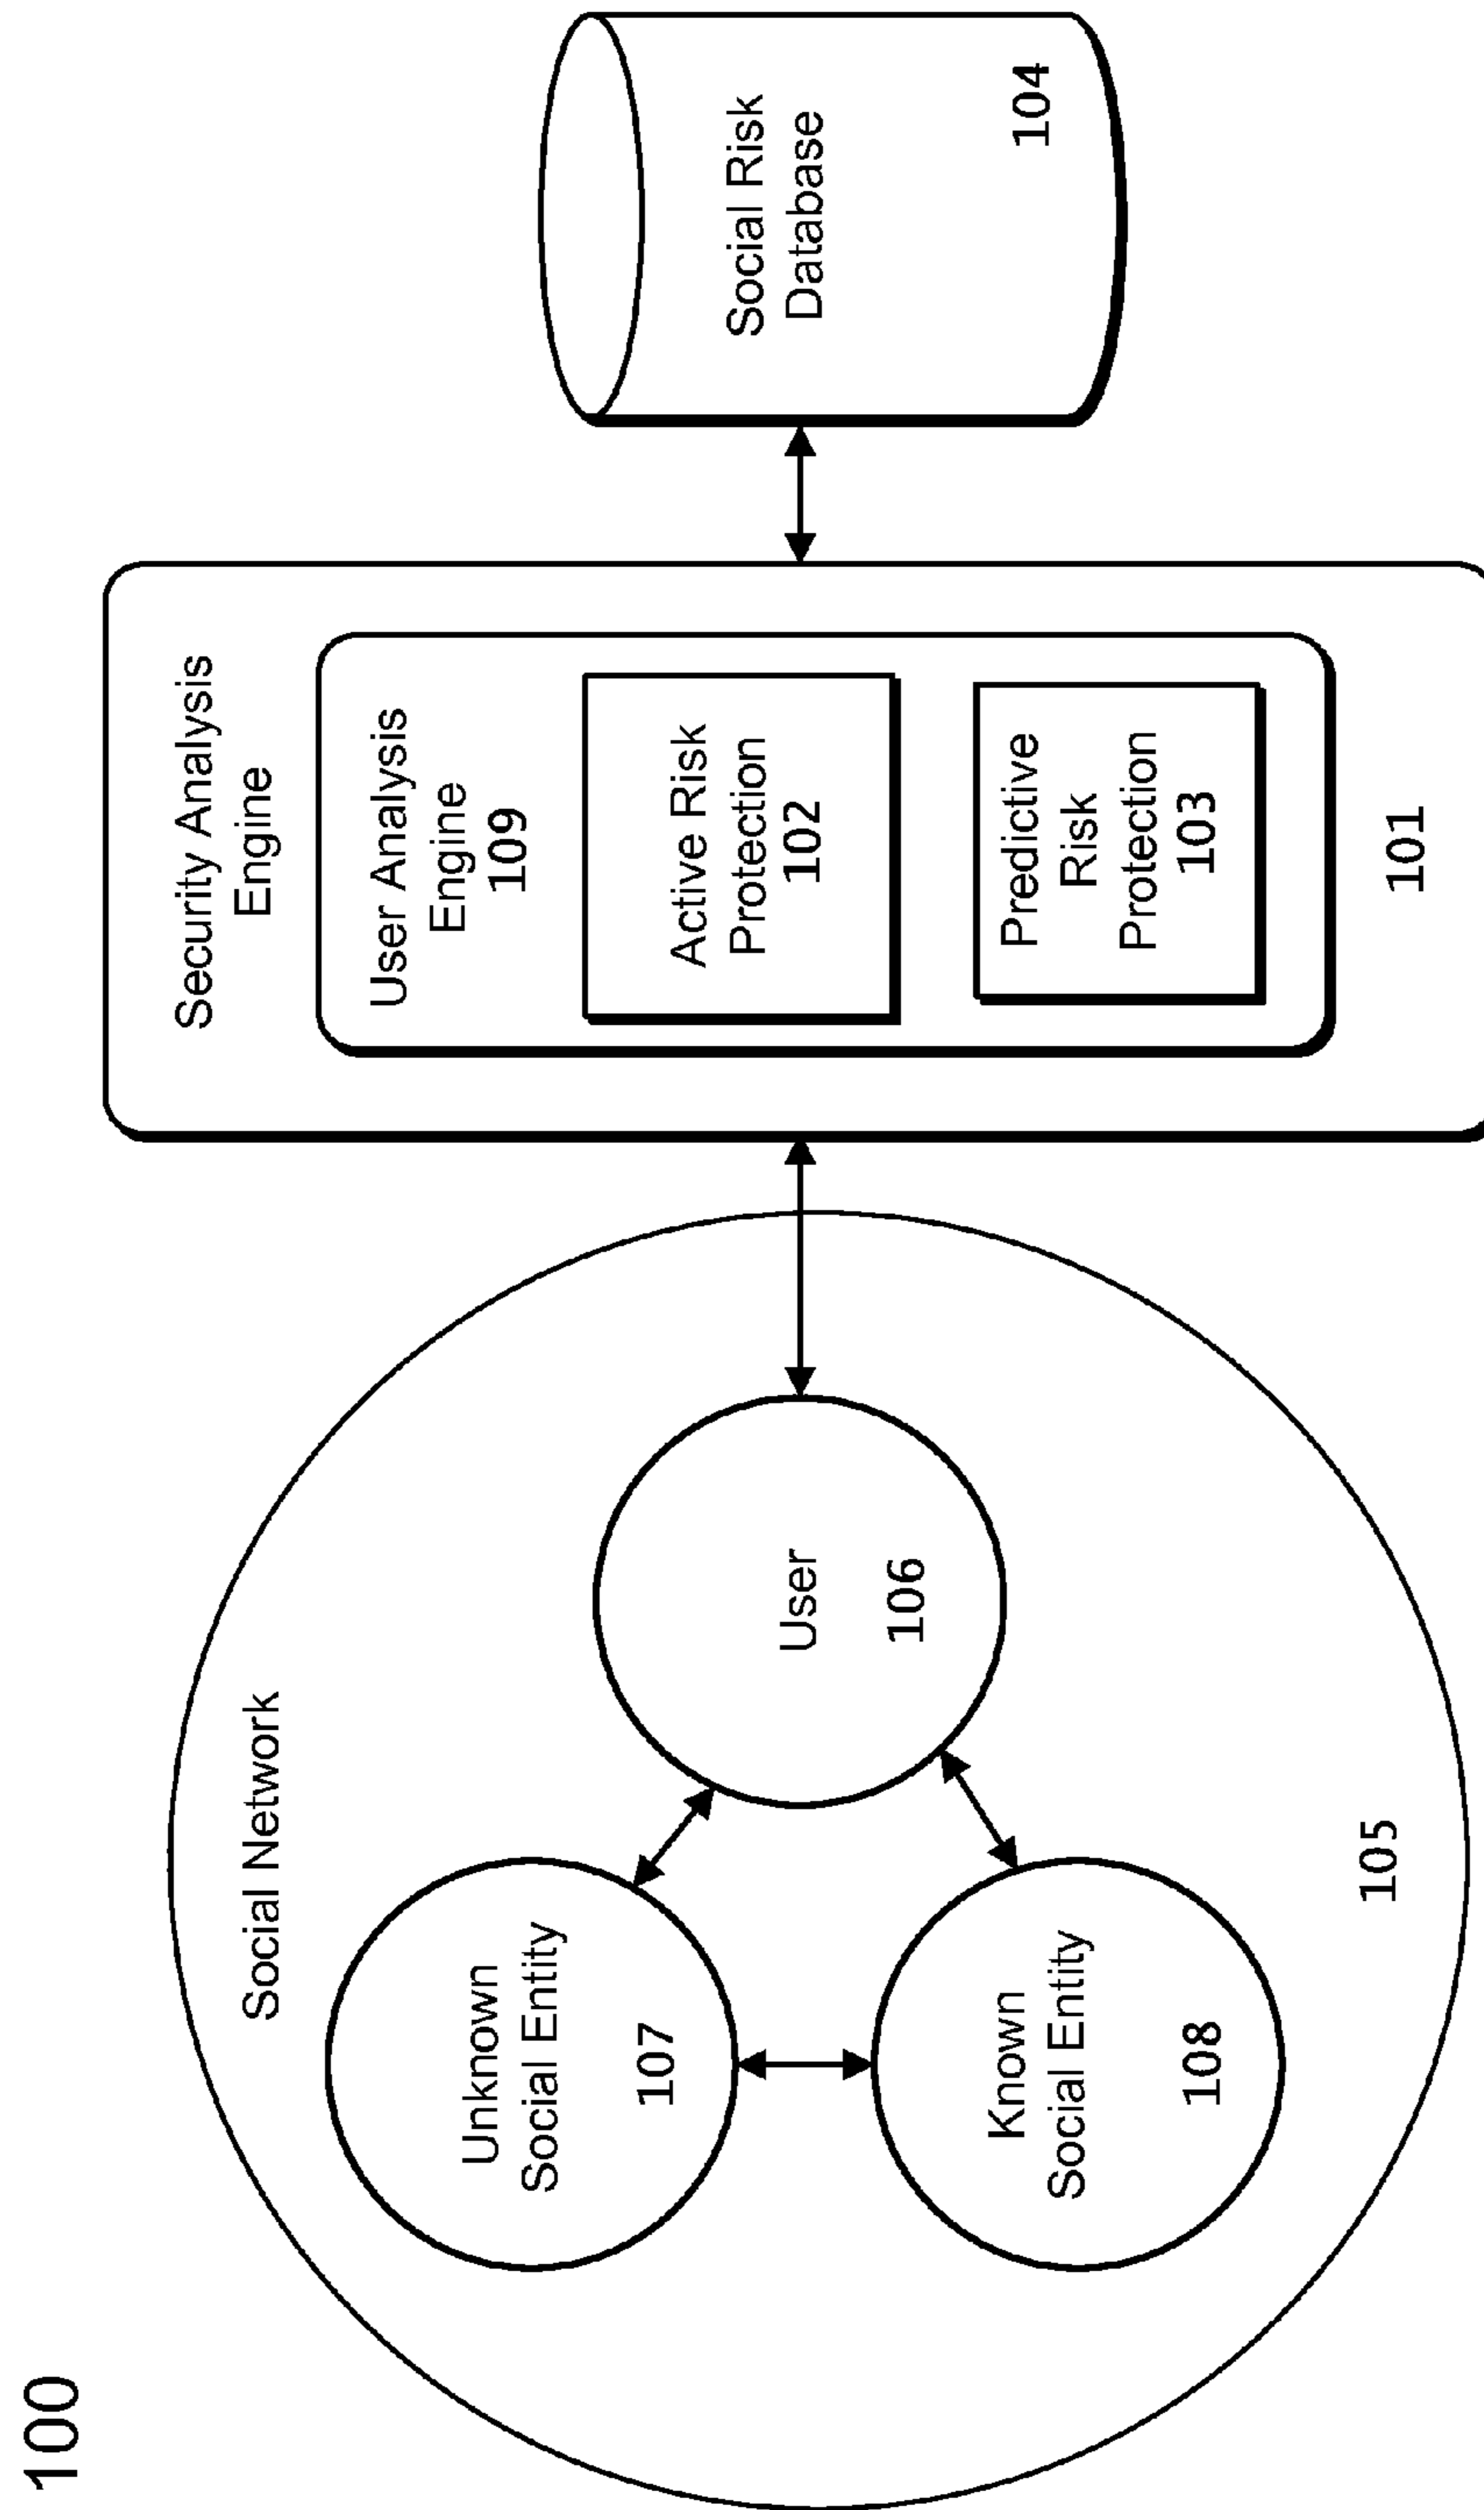 100
Social Network
Unknown
Social Entity
107
Known
Social Entity
108
User
106
105
Security Analysis
Engine
User Analysis
Engine
109
Active Risk
Protection
102
Predictive
Risk
Protection
103
101
Social Risk
Database
104